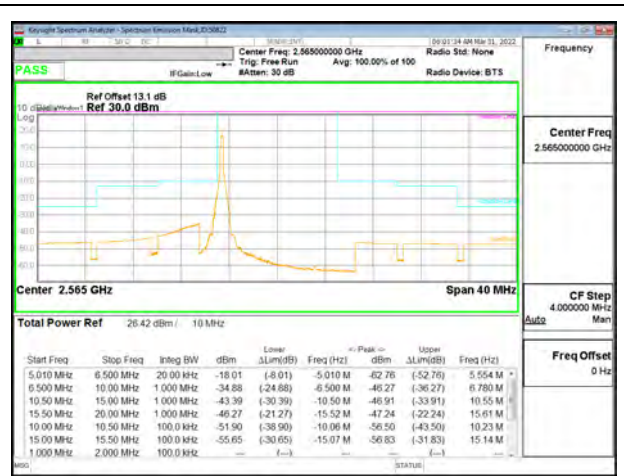 Keysight Spectrum Analyzer - Spectrum Emission Mask
Center Freq: 2.565000000 GHz
Trig: Free Run Avg: 100.00% of 100
IFGain:Low #Atten: 30 dB
06:01:34 AM Mar 31, 2022
Radio Std: None
Radio Device: BTS
Frequency
PASS
Ref Offset 13.1 dB
Ref 30.0 dBm
Log
Center 2.565 GHz Span 40 MHz
Center Freq
2.565000000 GHz
CF Step
4.000000 MHz
Auto Man
Freq Offset
0 Hz
Total Power Ref 26.42 dBm / 10 MHz
Lower <- Peak -> Upper
Start Freq Stop Freq Integ BW dBm ΔLim(dB) Freq (Hz) dBm ΔLim(dB) Freq (Hz)
5.010 MHz 6.500 MHz 20.00 kHz -18.01 (-8.01) -5.010 M -62.76 (-52.76) 5.554 M
6.500 MHz 10.00 MHz 1.000 MHz -34.88 (-24.88) -6.500 M -46.27 (-36.27) 6.780 M
10.50 MHz 15.00 MHz 1.000 MHz -43.39 (-30.39) -10.50 M -46.91 (-33.91) 10.55 M
15.50 MHz 20.00 MHz 1.000 MHz -46.27 (-21.27) -15.52 M -47.24 (-22.24) 15.61 M
10.00 MHz 10.50 MHz 100.0 kHz -51.90 (-38.90) -10.06 M -56.50 (-43.50) 10.23 M
15.00 MHz 15.50 MHz 100.0 kHz -55.65 (-30.65) -15.07 M -56.83 (-31.83) 15.14 M
1.000 MHz 2.000 MHz 1.000 MHz --- (---) --- --- (---) ---
MSG STATUS